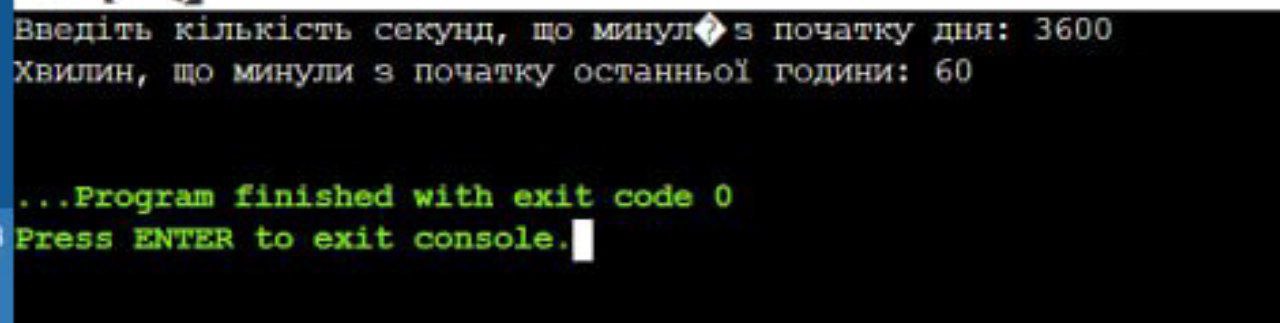 Введіть кількість секунд, що минул� з початку дня: 3600
Хвилин, що минули з початку останньої години: 60
...Program finished with exit code 0
Press ENTER to exit console.